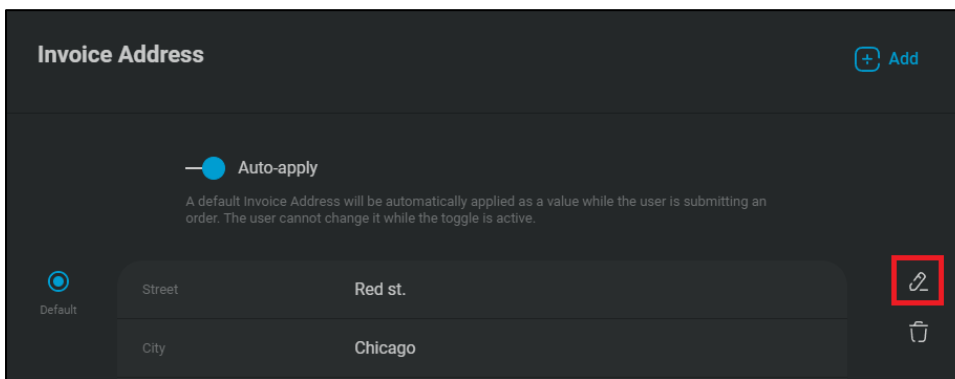 Invoice Address
Add
Auto-apply
A default Invoice Address will be automatically applied as a value while the user is submitting an
order. The user cannot change it while the toggle is active.
Default
Street Red st.
City Chicago